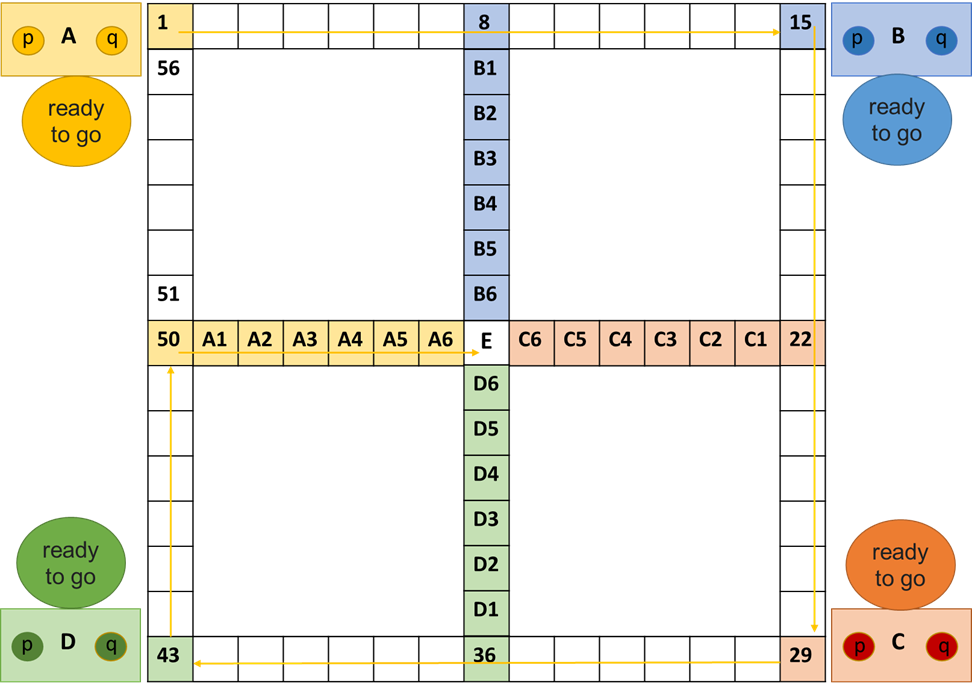 p A q
1 8 15
p B q
ready
to go
56 B1
ready
to go
B2
B3
B4
B5
51 B6
50 A1 A2 A3 A4 A5 A6 E C6 C5 C4 C3 C2 C1 22
D6
D5
D4
D3
ready
to go
D2
ready
to go
D1
p D q
43 36 29
p C q